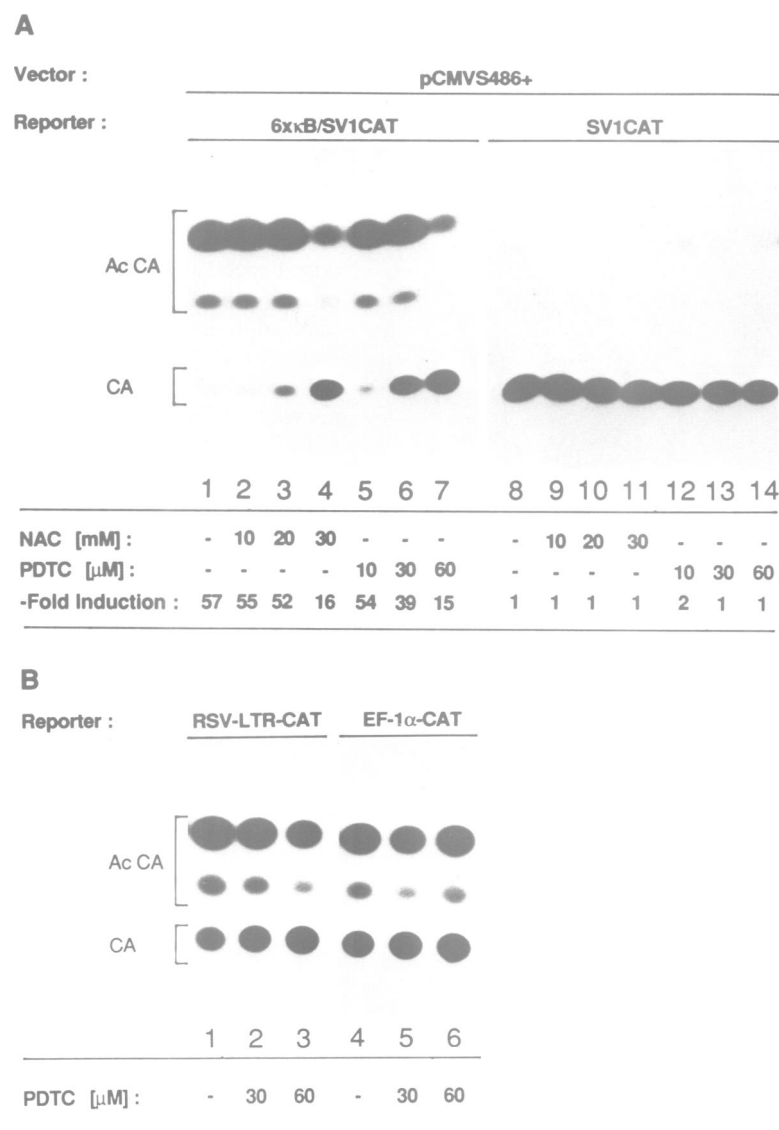 A
Vector : pCMVS486+
Reporter : 6xκB/SV1CAT SV1CAT
Ac CA
CA
1 2 3 4 5 6 7 8 9 10 11 12 13 14
NAC [mM] : - 10 20 30 - - - - 10 20 30 - - -
PDTC [μM] : - - - - 10 30 60 - - - - 10 30 60
-Fold Induction : 57 55 52 16 54 39 15 1 1 1 1 2 1 1
B
Reporter : RSV-LTR-CAT EF-1α-CAT
Ac CA
CA
1 2 3 4 5 6
PDTC [μM] : - 30 60 - 30 60